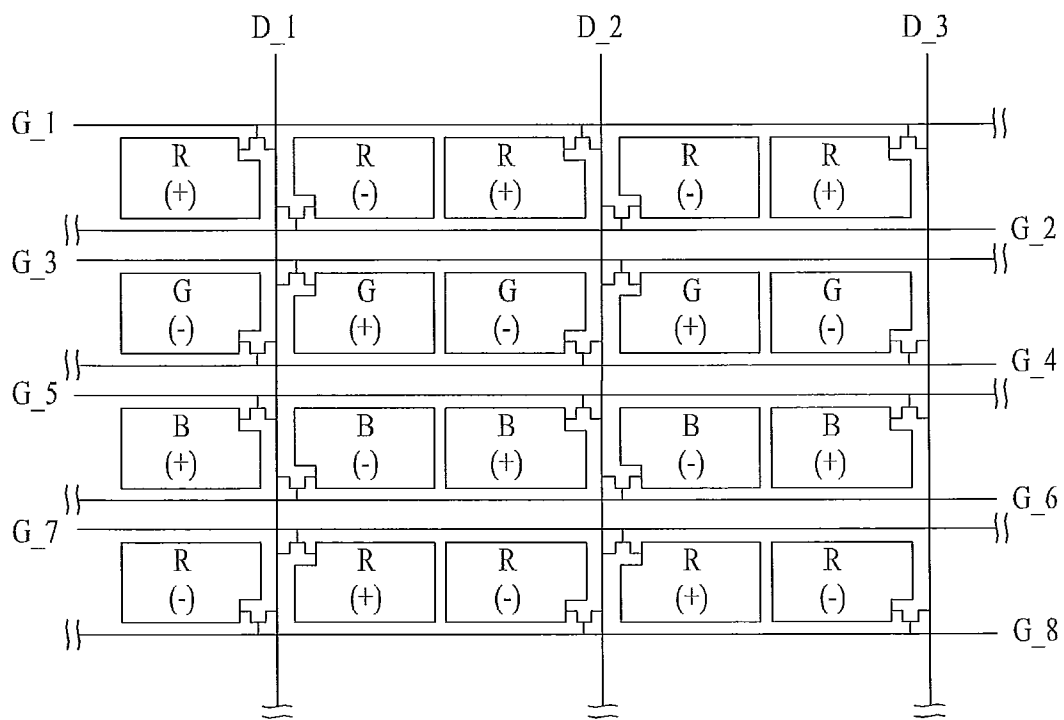 D_1 D_2 D_3
G_1
R R R R R
(+) (-) (+) (-) (+)
G_2
G_3
G G G G G
(-) (+) (-) (+) (-)
G_4
G_5
B B B B B
(+) (-) (+) (-) (+)
G_6
G_7
R R R R R
(-) (+) (-) (+) (-)
G_8